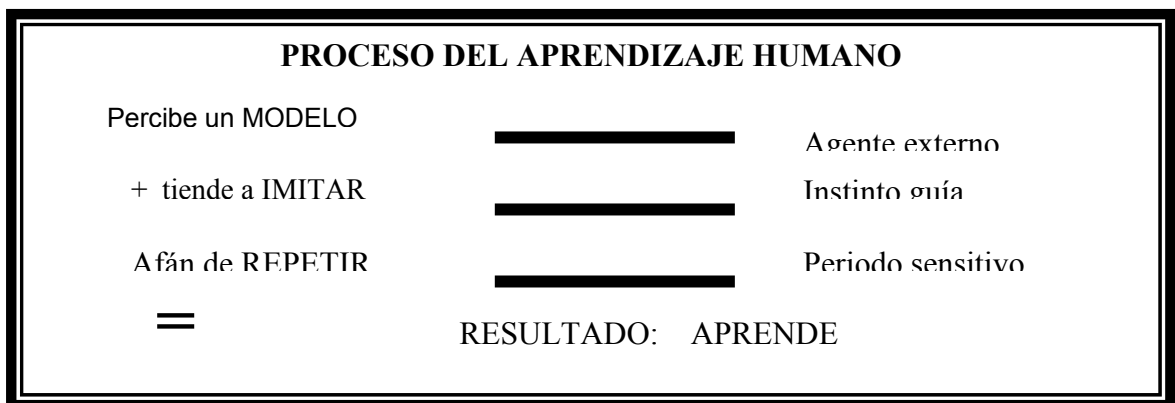 PROCESO DEL APRENDIZAJE HUMANO
Percibe un MODELO
Agente externo
+ tiende a IMITAR
Instinto guía
Afán de REPETIR
Periodo sensitivo
=
RESULTADO: APRENDE